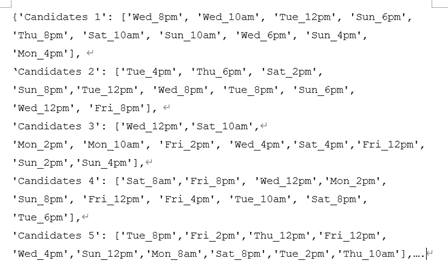 {'Candidates 1': ['Wed_8pm', 'Wed_10am', 'Tue_12pm', 'Sun_6pm',
'Thu_8pm', 'Sat_10am', 'Sun_10am', 'Wed_6pm', 'Sun_4pm',
'Mon_4pm'], ↵
'Candidates 2': ['Tue_4pm', 'Thu_6pm', 'Sat_2pm',
'Sun_8pm','Tue_12pm', 'Wed_8pm', 'Tue_8pm', 'Sun_6pm',
'Wed_12pm', 'Fri_8pm'], ↵
'Candidates 3': ['Wed_12pm','Sat_10am',↵
'Mon_2pm', 'Mon_10am', 'Fri_2pm', 'Wed_4pm','Sat_4pm','Fri_12pm',
'Sun_2pm','Sun_4pm'],↵
'Candidates 4': ['Sat_8am','Fri_8pm', 'Wed_12pm','Mon_2pm',
'Sun_8pm', 'Fri_12pm', 'Fri_4pm', 'Tue_10am', 'Sat_8pm',
'Tue_6pm'],↵
'Candidates 5': ['Tue_8pm','Fri_2pm','Thu_12pm','Fri_12pm',
'Wed_4pm','Sun_12pm','Mon_8am','Sat_8pm','Tue_2pm','Thu_10am'],….↵